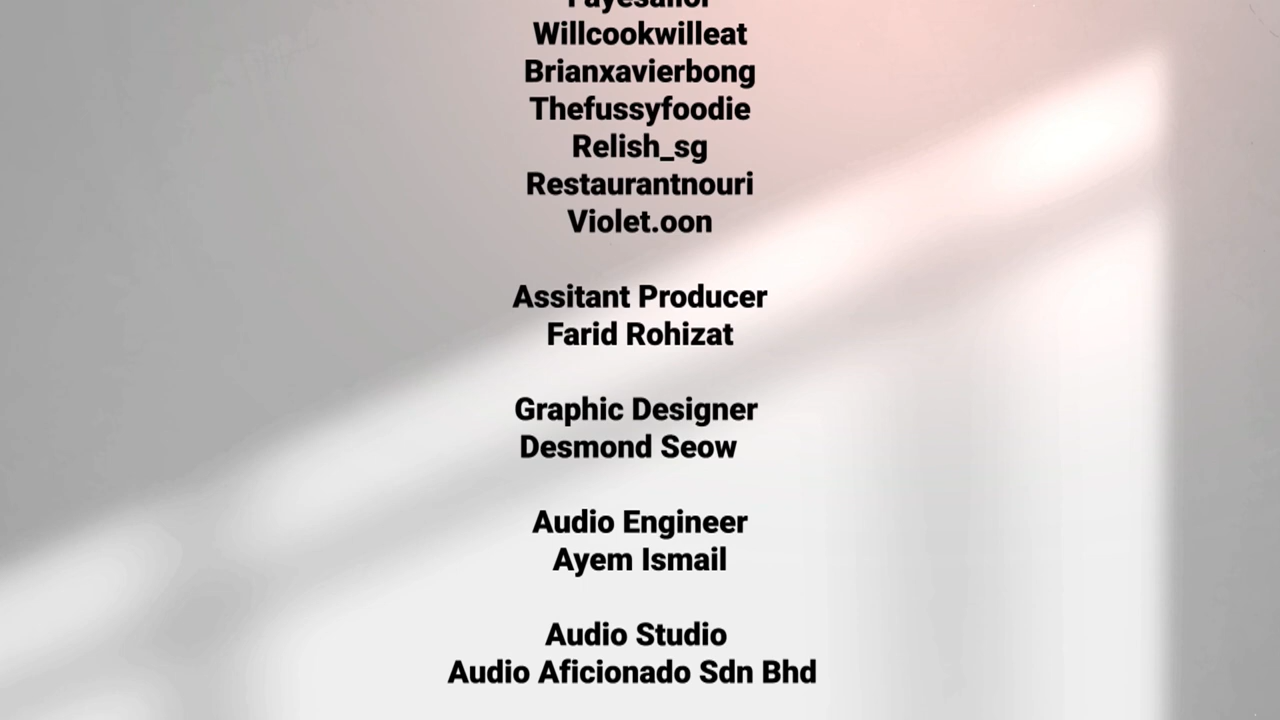 Willcookwilleat
Brianxavierbong
Thefussyfoodie
Relish_sg
Restaurantnouri
Violet.oon
Assitant Producer
Farid Rohizat
Graphic Designer
Desmond Seow
Audio Engineer
Ayem Ismail
Audio Studio
Audio Aficionado Sdn Bhd